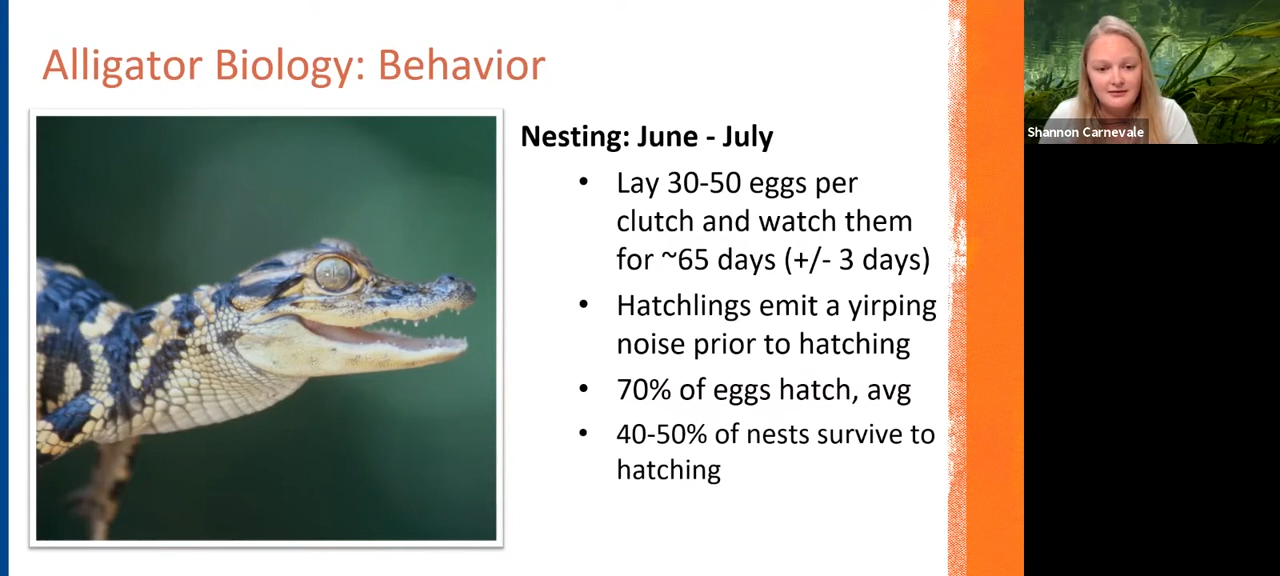 Alligator Biology: Behavior
Nesting: June - July
• Lay 30-50 eggs per
clutch and watch them
for ~65 days (+/- 3 days)
• Hatchlings emit a yirping
noise prior to hatching
• 70% of eggs hatch, avg
• 40-50% of nests survive to
hatching
Shannon Carnevale